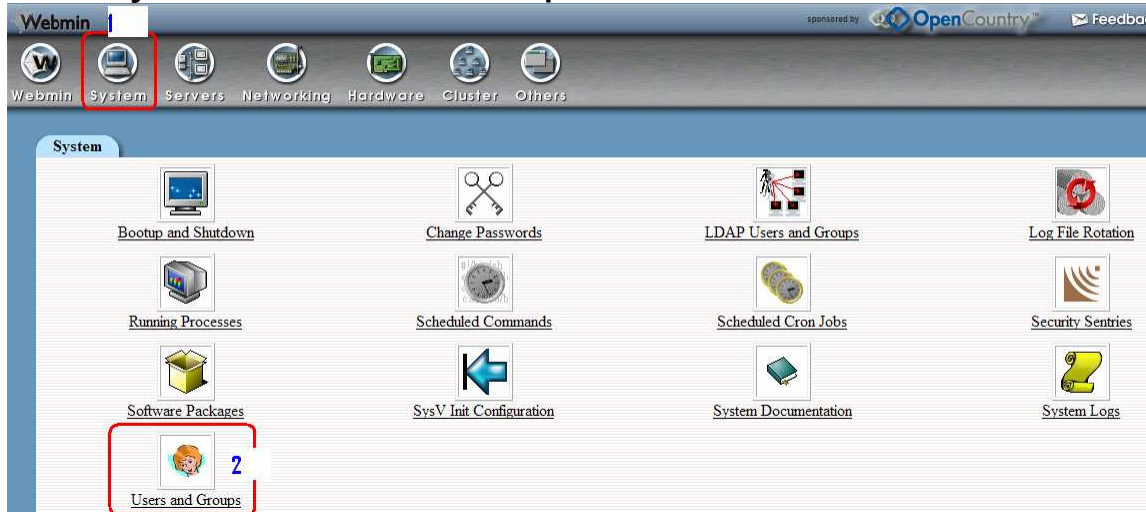 Webmin 1 sponsored by OpenCountry™ Feedba
Webmin System Servers Networking Hardware Cluster Others
System
Bootup and Shutdown Change Passwords LDAP Users and Groups Log File Rotation
Running Processes Scheduled Commands Scheduled Cron Jobs Security Sentries
Software Packages SysV Init Configuration System Documentation System Logs
2
Users and Groups